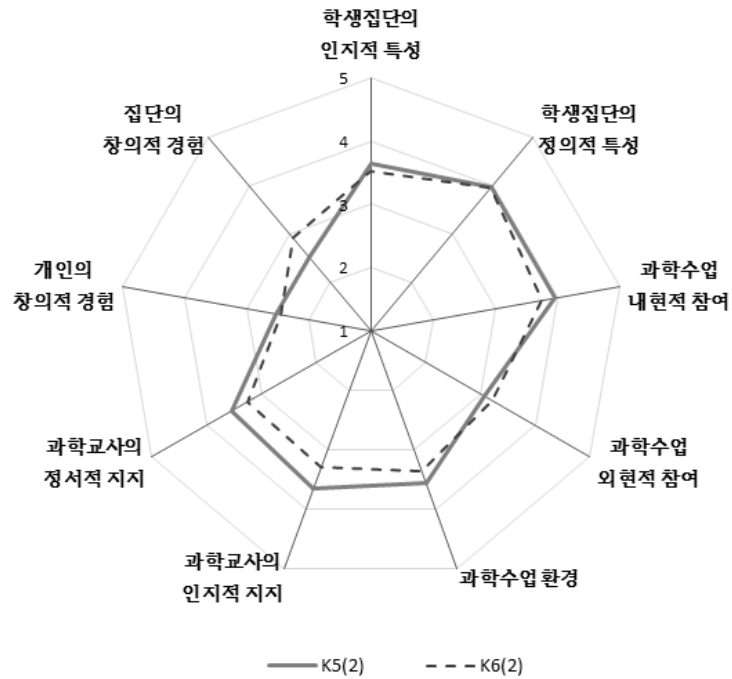 학생집단의
인지적 특성
5
4
3
2
1
학생집단의
정의적 특성
과학수업
내현적 참여
과학수업
외현적 참여
과학수업 환경
과학교사의
인지적 지지
과학교사의
정서적 지지
개인의
창의적 경험
집단의
창의적 경험
K5(2)
K6(2)